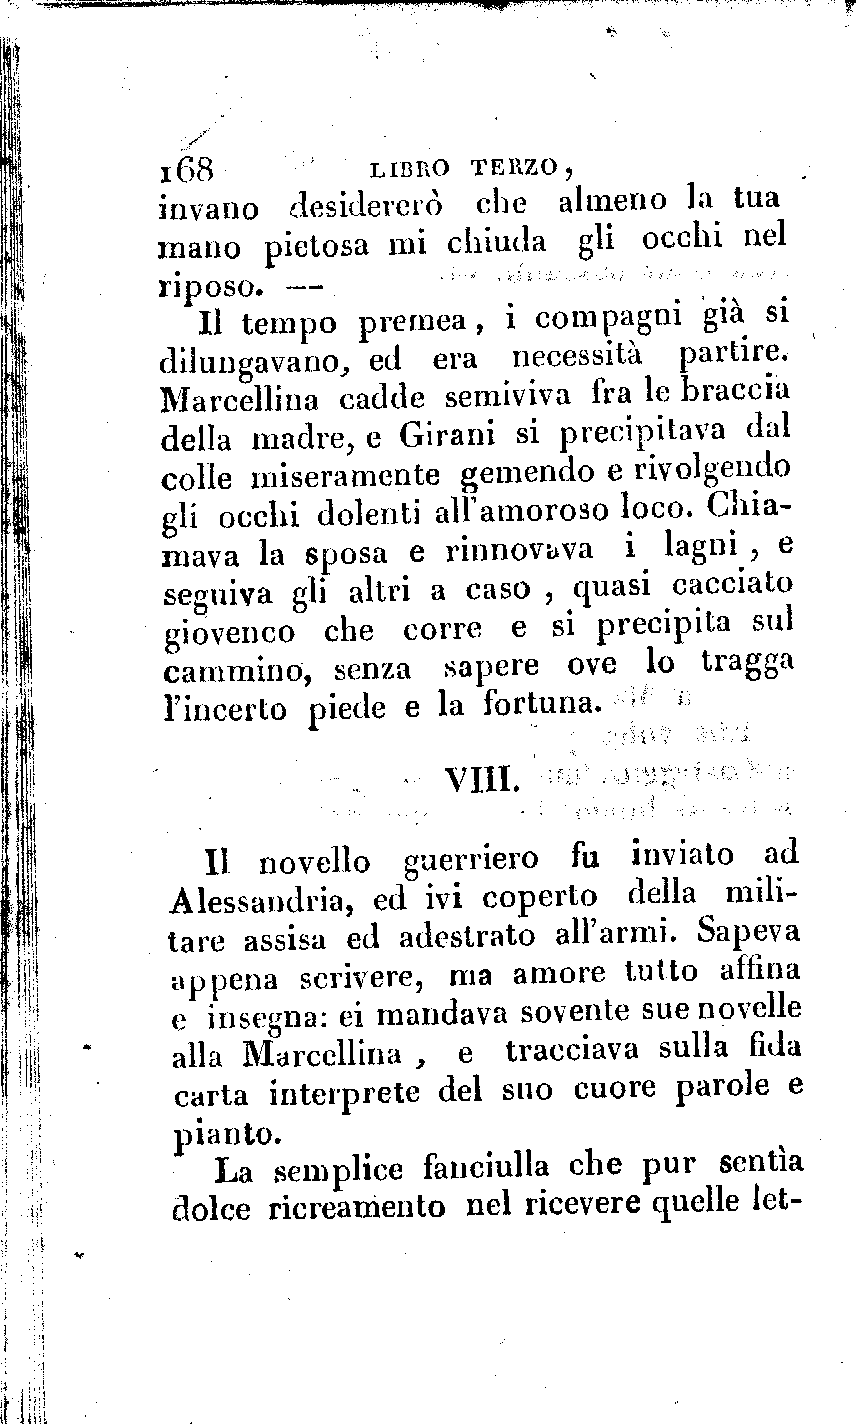 168 LIBRO TERZO,
invano desidererò che almeno la tua
mano pietosa mi chiuda gli occhi nel
riposo. —
Il tempo premea, i compagni già si
dilungavano, ed era necessità partire.
Marcellina cadde semiviva fra le braccia
della madre, e Girani si precipitava dal
colle miseramente gemendo e rivolgendo
gli occhi dolenti all'amoroso loco. Chia-
mava la sposa e rinnovava i lagni, e
seguiva gli altri a caso, quasi cacciato
giovenco che corre e si precipita sul
cammino, senza sapere ove lo tragga
l'incerto piede e la fortuna.
VIII.
Il novello guerriero fu inviato ad
Alessandria, ed ivi coperto della mili-
tare assisa ed adestrato all'armi. Sapeva
appena scrivere, ma amore tutto affina
e insegna: ei mandava sovente sue novelle
alla Marcellina, e tracciava sulla fida
carta interprete del suo cuore parole e
pianto.
La semplice fanciulla che pur sentìa
dolce ricreamento nel ricevere quelle let-